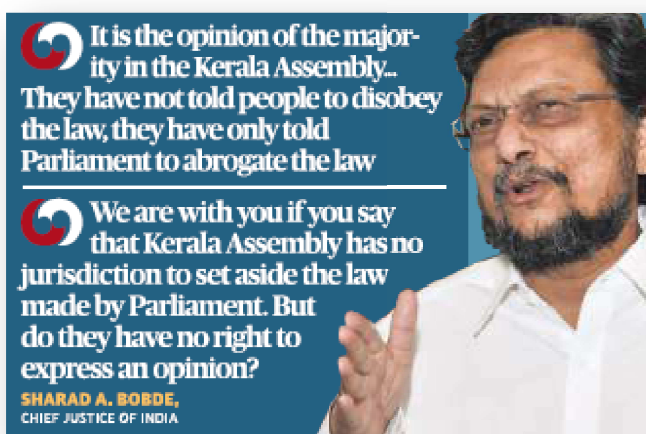 It is the opinion of the major-
ity in the Kerala Assembly...
They have not told people to disobey
the law, they have only told
Parliament to abrogate the law
We are with you if you say
that Kerala Assembly has no
jurisdiction to set aside the law
made by Parliament. But
do they have no right to
express an opinion?
SHARAD A. BOBDE,
CHIEF JUSTICE OF INDIA